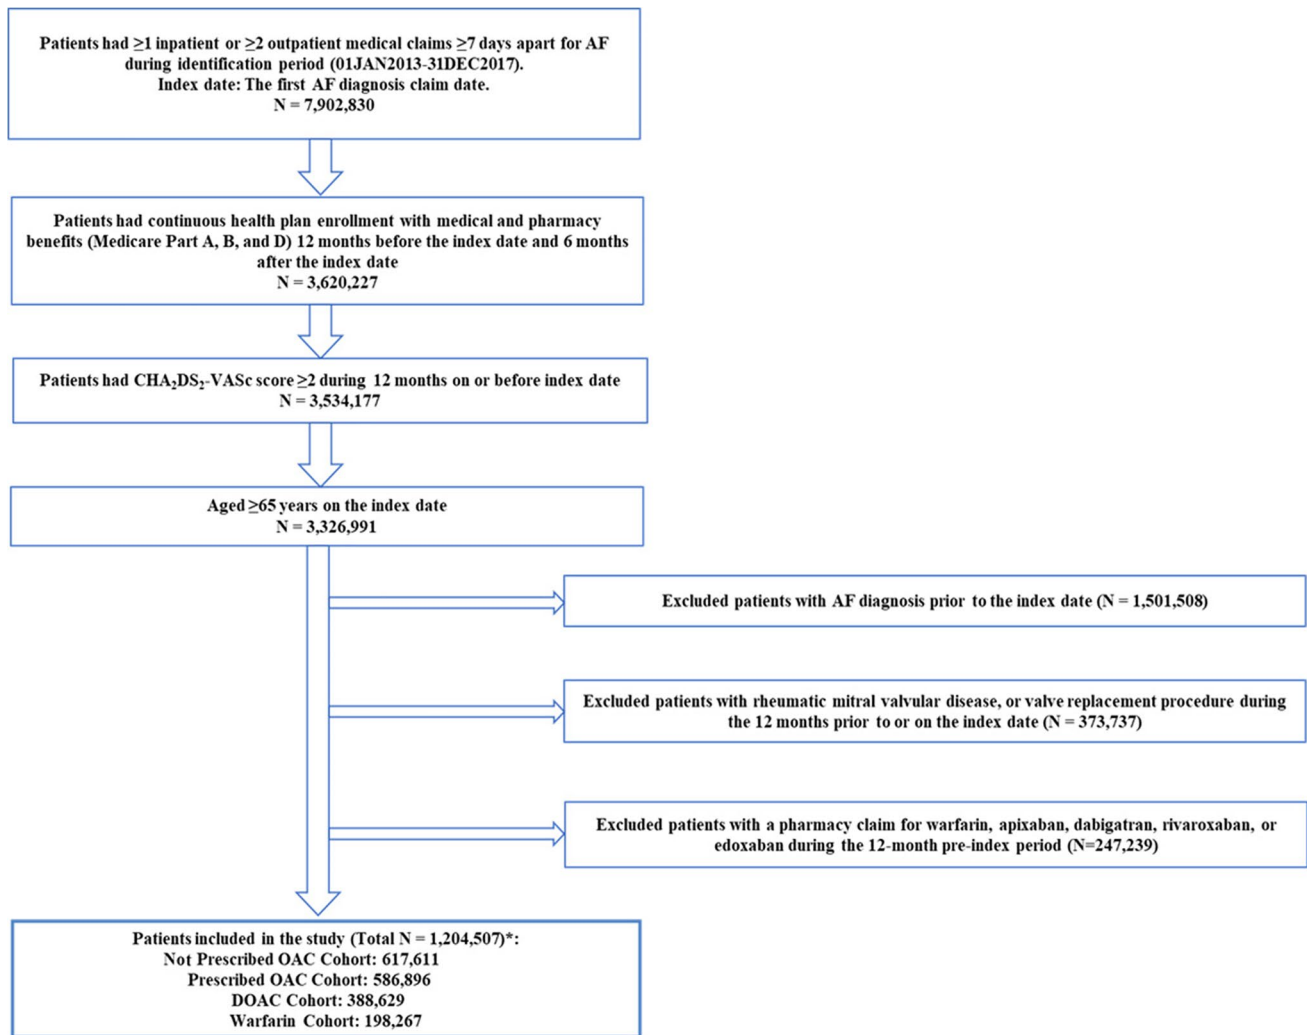 Patients had ≥1 inpatient or ≥2 outpatient medical claims ≥7 days apart for AF
during identification period (01JAN2013-31DEC2017).
Index date: The first AF diagnosis claim date.
N = 7,902,830
Patients had continuous health plan enrollment with medical and pharmacy
benefits (Medicare Part A, B, and D) 12 months before the index date and 6 months
after the index date
N = 3,620,227
Patients had CHA₂DS₂-VASc score ≥2 during 12 months on or before index date
N = 3,534,177
Aged ≥65 years on the index date
N = 3,326,991
Excluded patients with AF diagnosis prior to the index date (N = 1,501,508)
Excluded patients with rheumatic mitral valvular disease, or valve replacement procedure during
the 12 months prior to or on the index date (N = 373,737)
Excluded patients with a pharmacy claim for warfarin, apixaban, dabigatran, rivaroxaban, or
edoxaban during the 12-month pre-index period (N=247,239)
Patients included in the study (Total N = 1,204,507)*:
Not Prescribed OAC Cohort: 617,611
Prescribed OAC Cohort: 586,896
DOAC Cohort: 388,629
Warfarin Cohort: 198,267